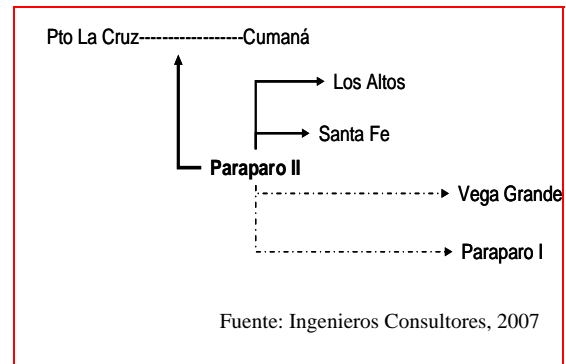 Pto La Cruz-------------------Cumaná
Los Altos
Santa Fe
Paraparo II
Vega Grande
Paraparo I
Fuente: Ingenieros Consultores, 2007